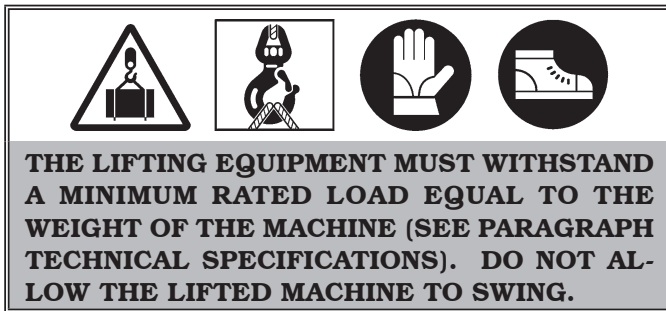 THE LIFTING EQUIPMENT MUST WITHSTAND
A MINIMUM RATED LOAD EQUAL TO THE
WEIGHT OF THE MACHINE (SEE PARAGRAPH
TECHNICAL SPECIFICATIONS). DO NOT AL-
LOW THE LIFTED MACHINE TO SWING.